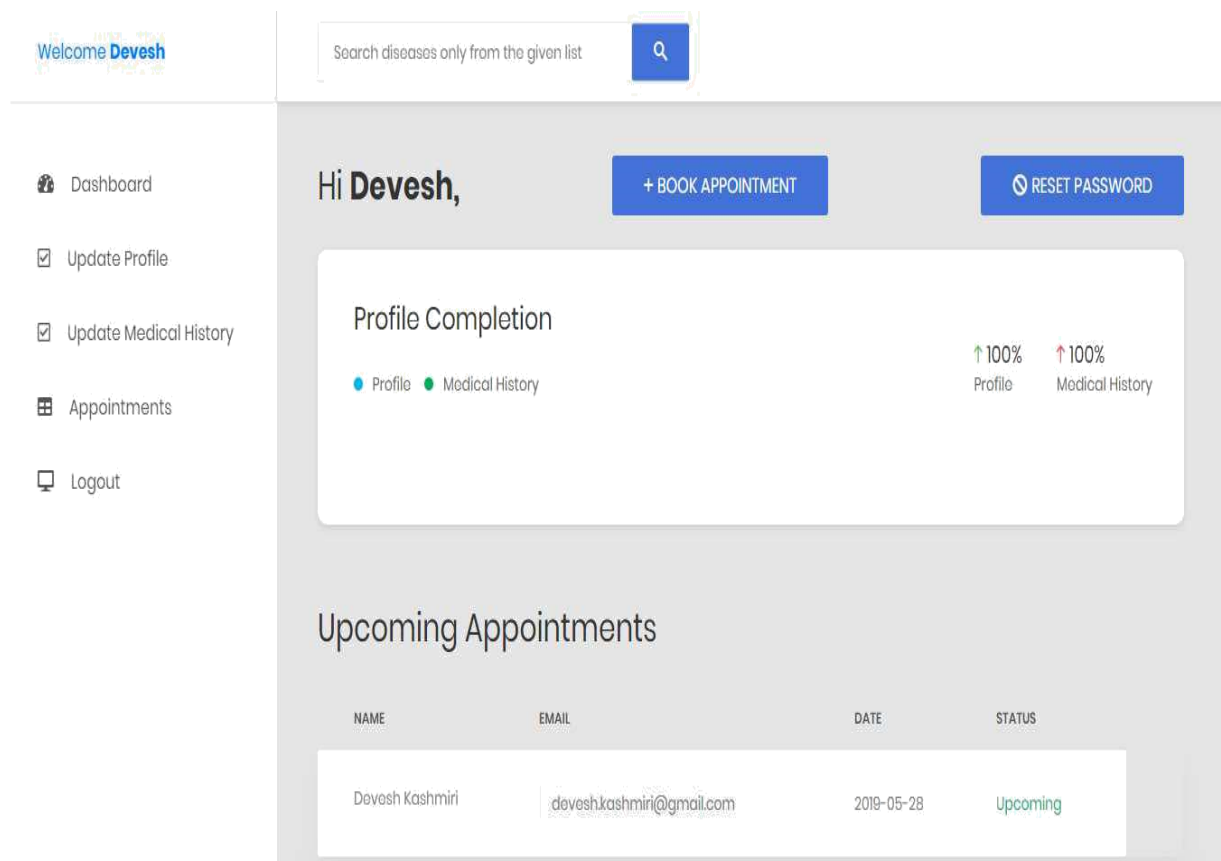 Welcome Devesh
Search diseases only from the given list
Dashboard
Update Profile
Update Medical History
Appointments
Logout
Hi Devesh,
+ BOOK APPOINTMENT
RESET PASSWORD
Profile Completion
Profile Medical History
↑100% ↑100%
Profile Medical History
Upcoming Appointments
NAME EMAIL DATE STATUS
Devesh Kashmiri devesh.kashmiri@gmail.com 2019-05-28 Upcoming